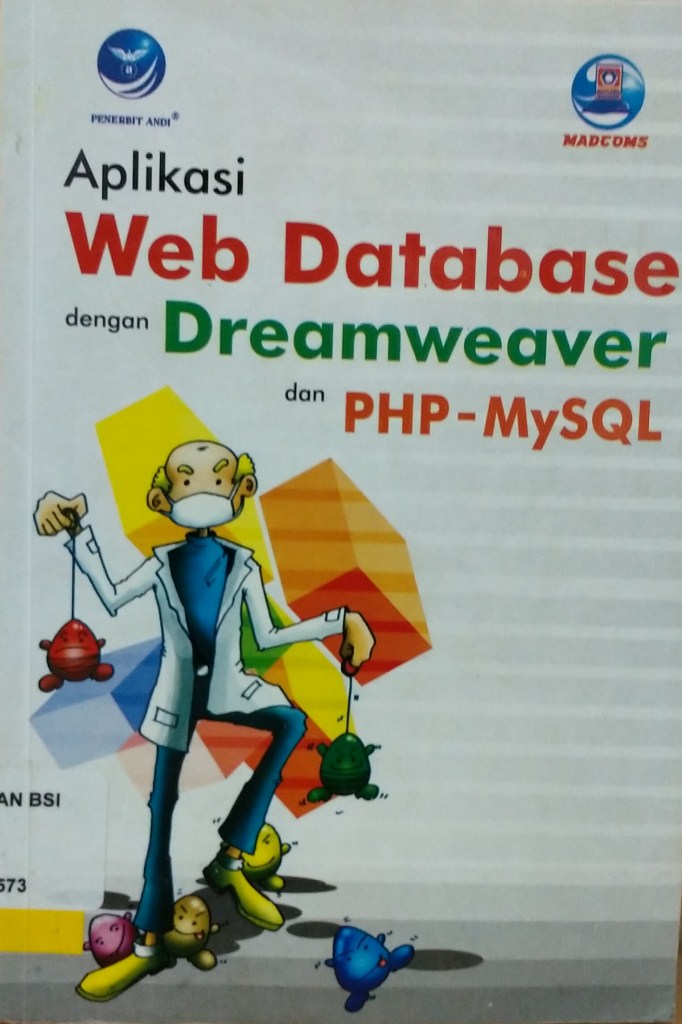 PENERBIT ANDI®
MADCOMS
Aplikasi
Web Database
dengan Dreamweaver
dan PHP-MySQL
AN BSI
573